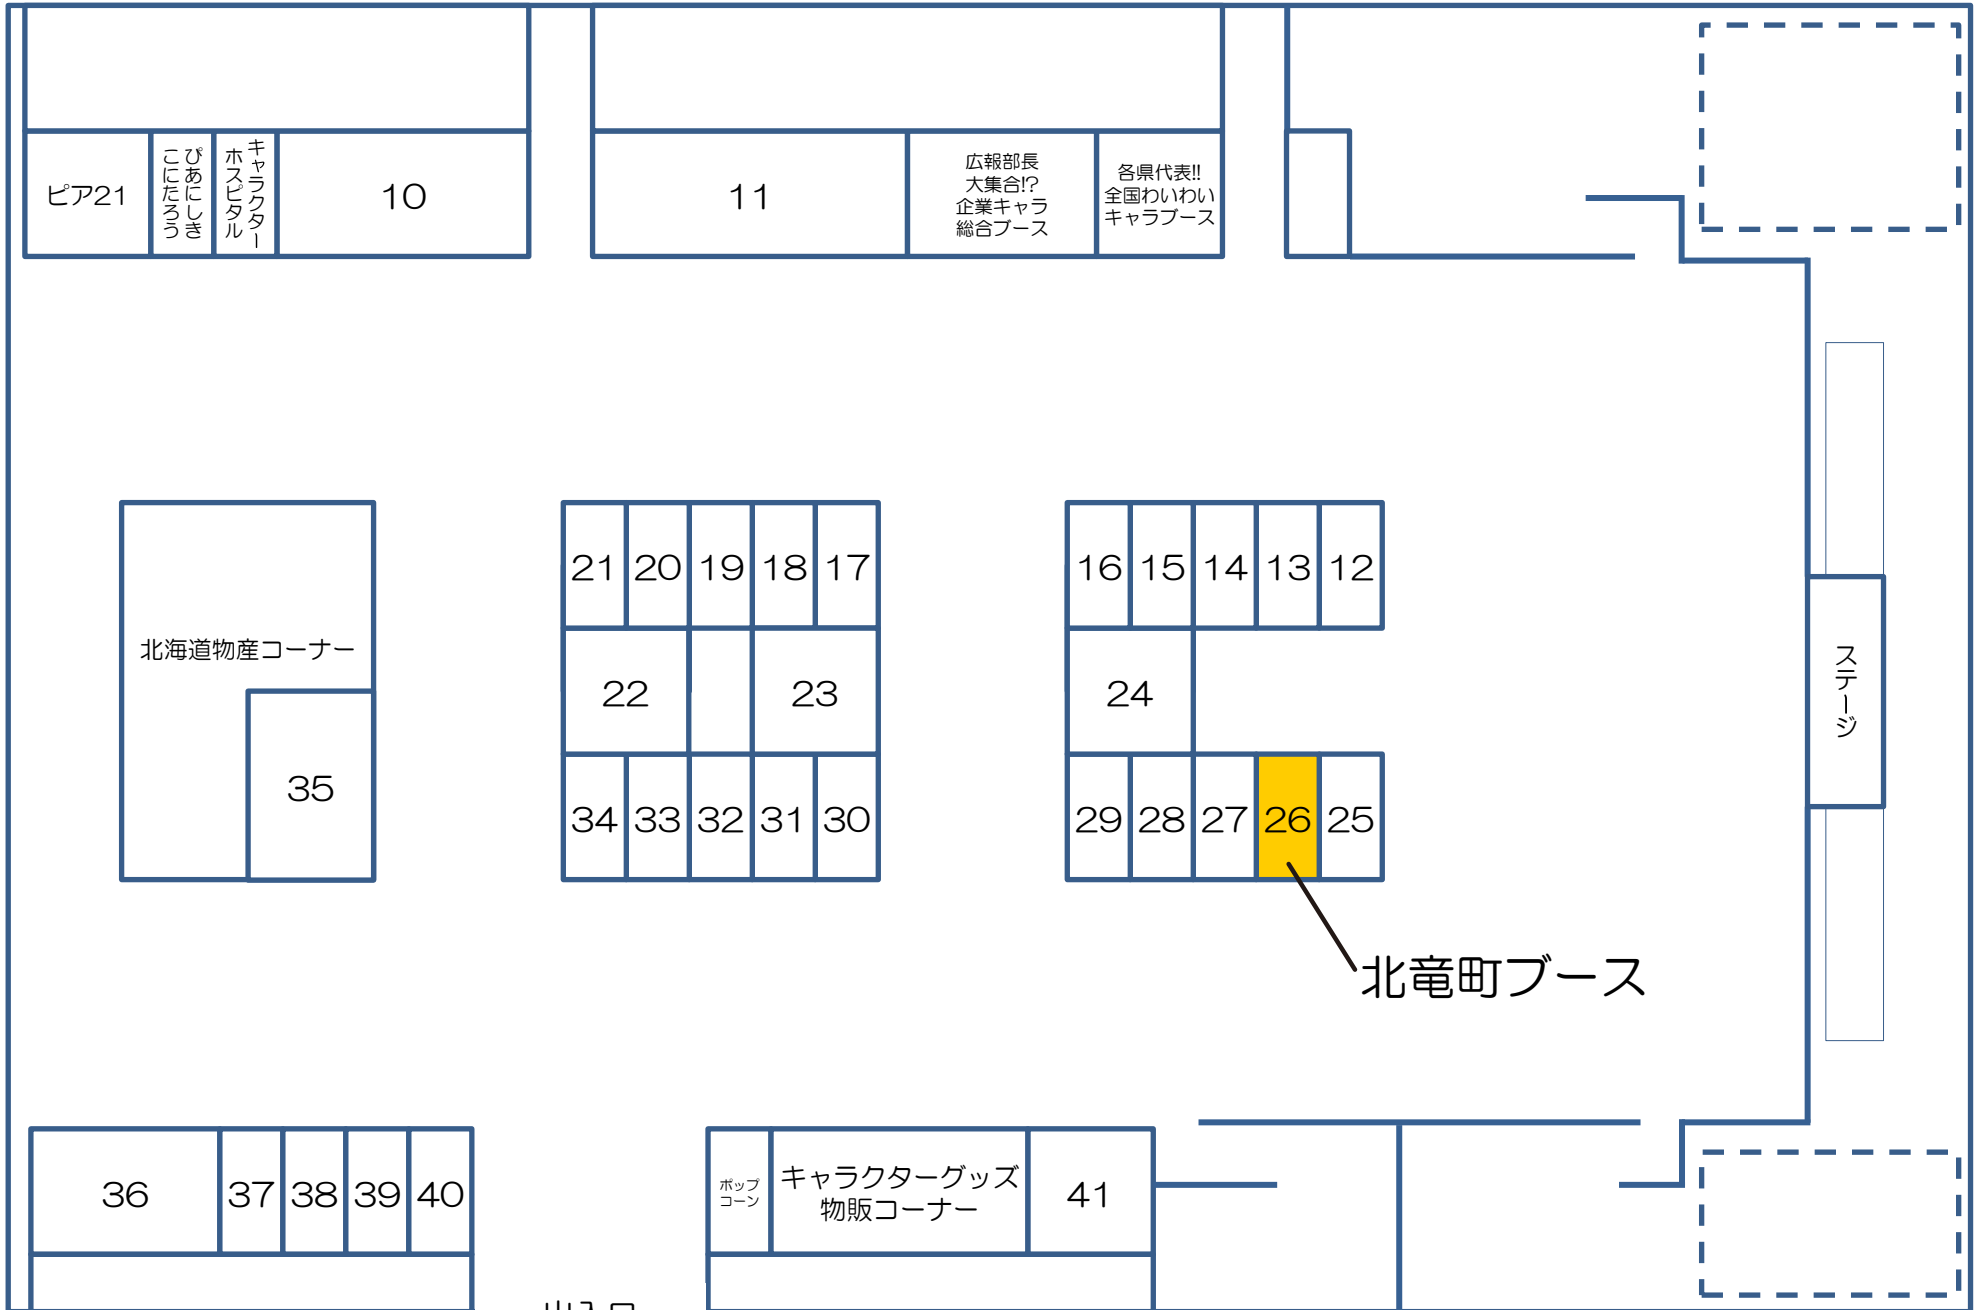 ピア21
ぴあにしき
こにたろう
キャラクター
ホスピタル
10
11
広報部長
大集合!?
企業キャラ
総合ブース
各県代表!!
全国わいわい
キャラブース
21 20 19 18 17
16 15 14 13 12
北海道物産コーナー
22 23
24
ステージ
35
34 33 32 31 30
29 28 27 26 25
北竜町ブース
36 37 38 39 40
ポップ
コーン
キャラクターグッズ
物販コーナー
41
出入口